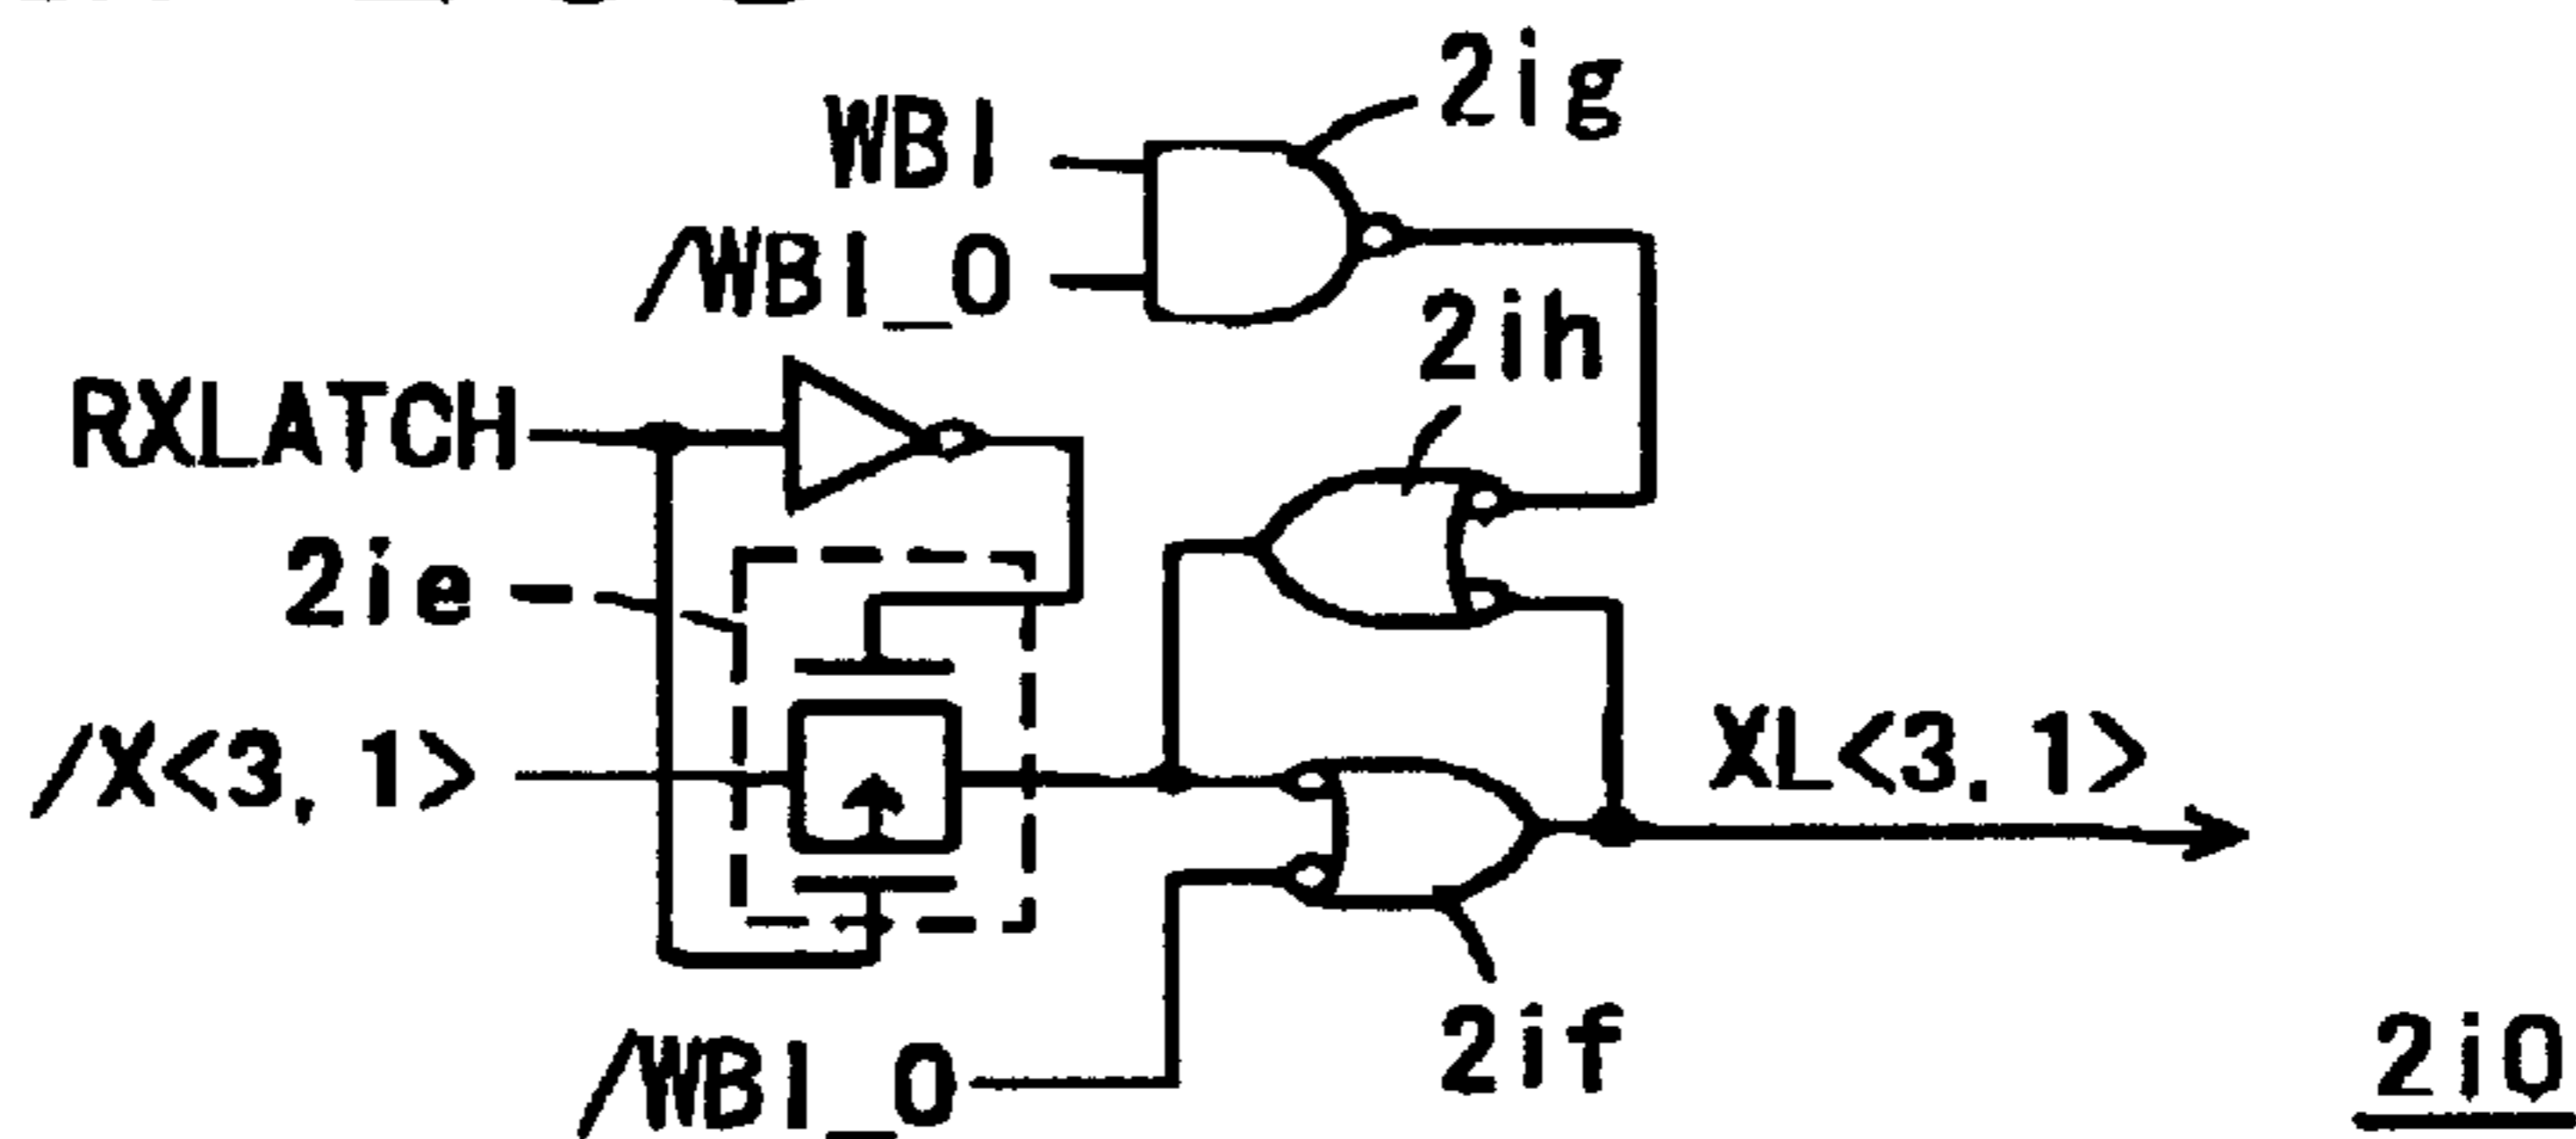 WBI
2ig
/WBI_0
2ih
RXLATCH
2ie
/X<3, 1>
XL<3, 1>
/WBI_0
2if
2i0